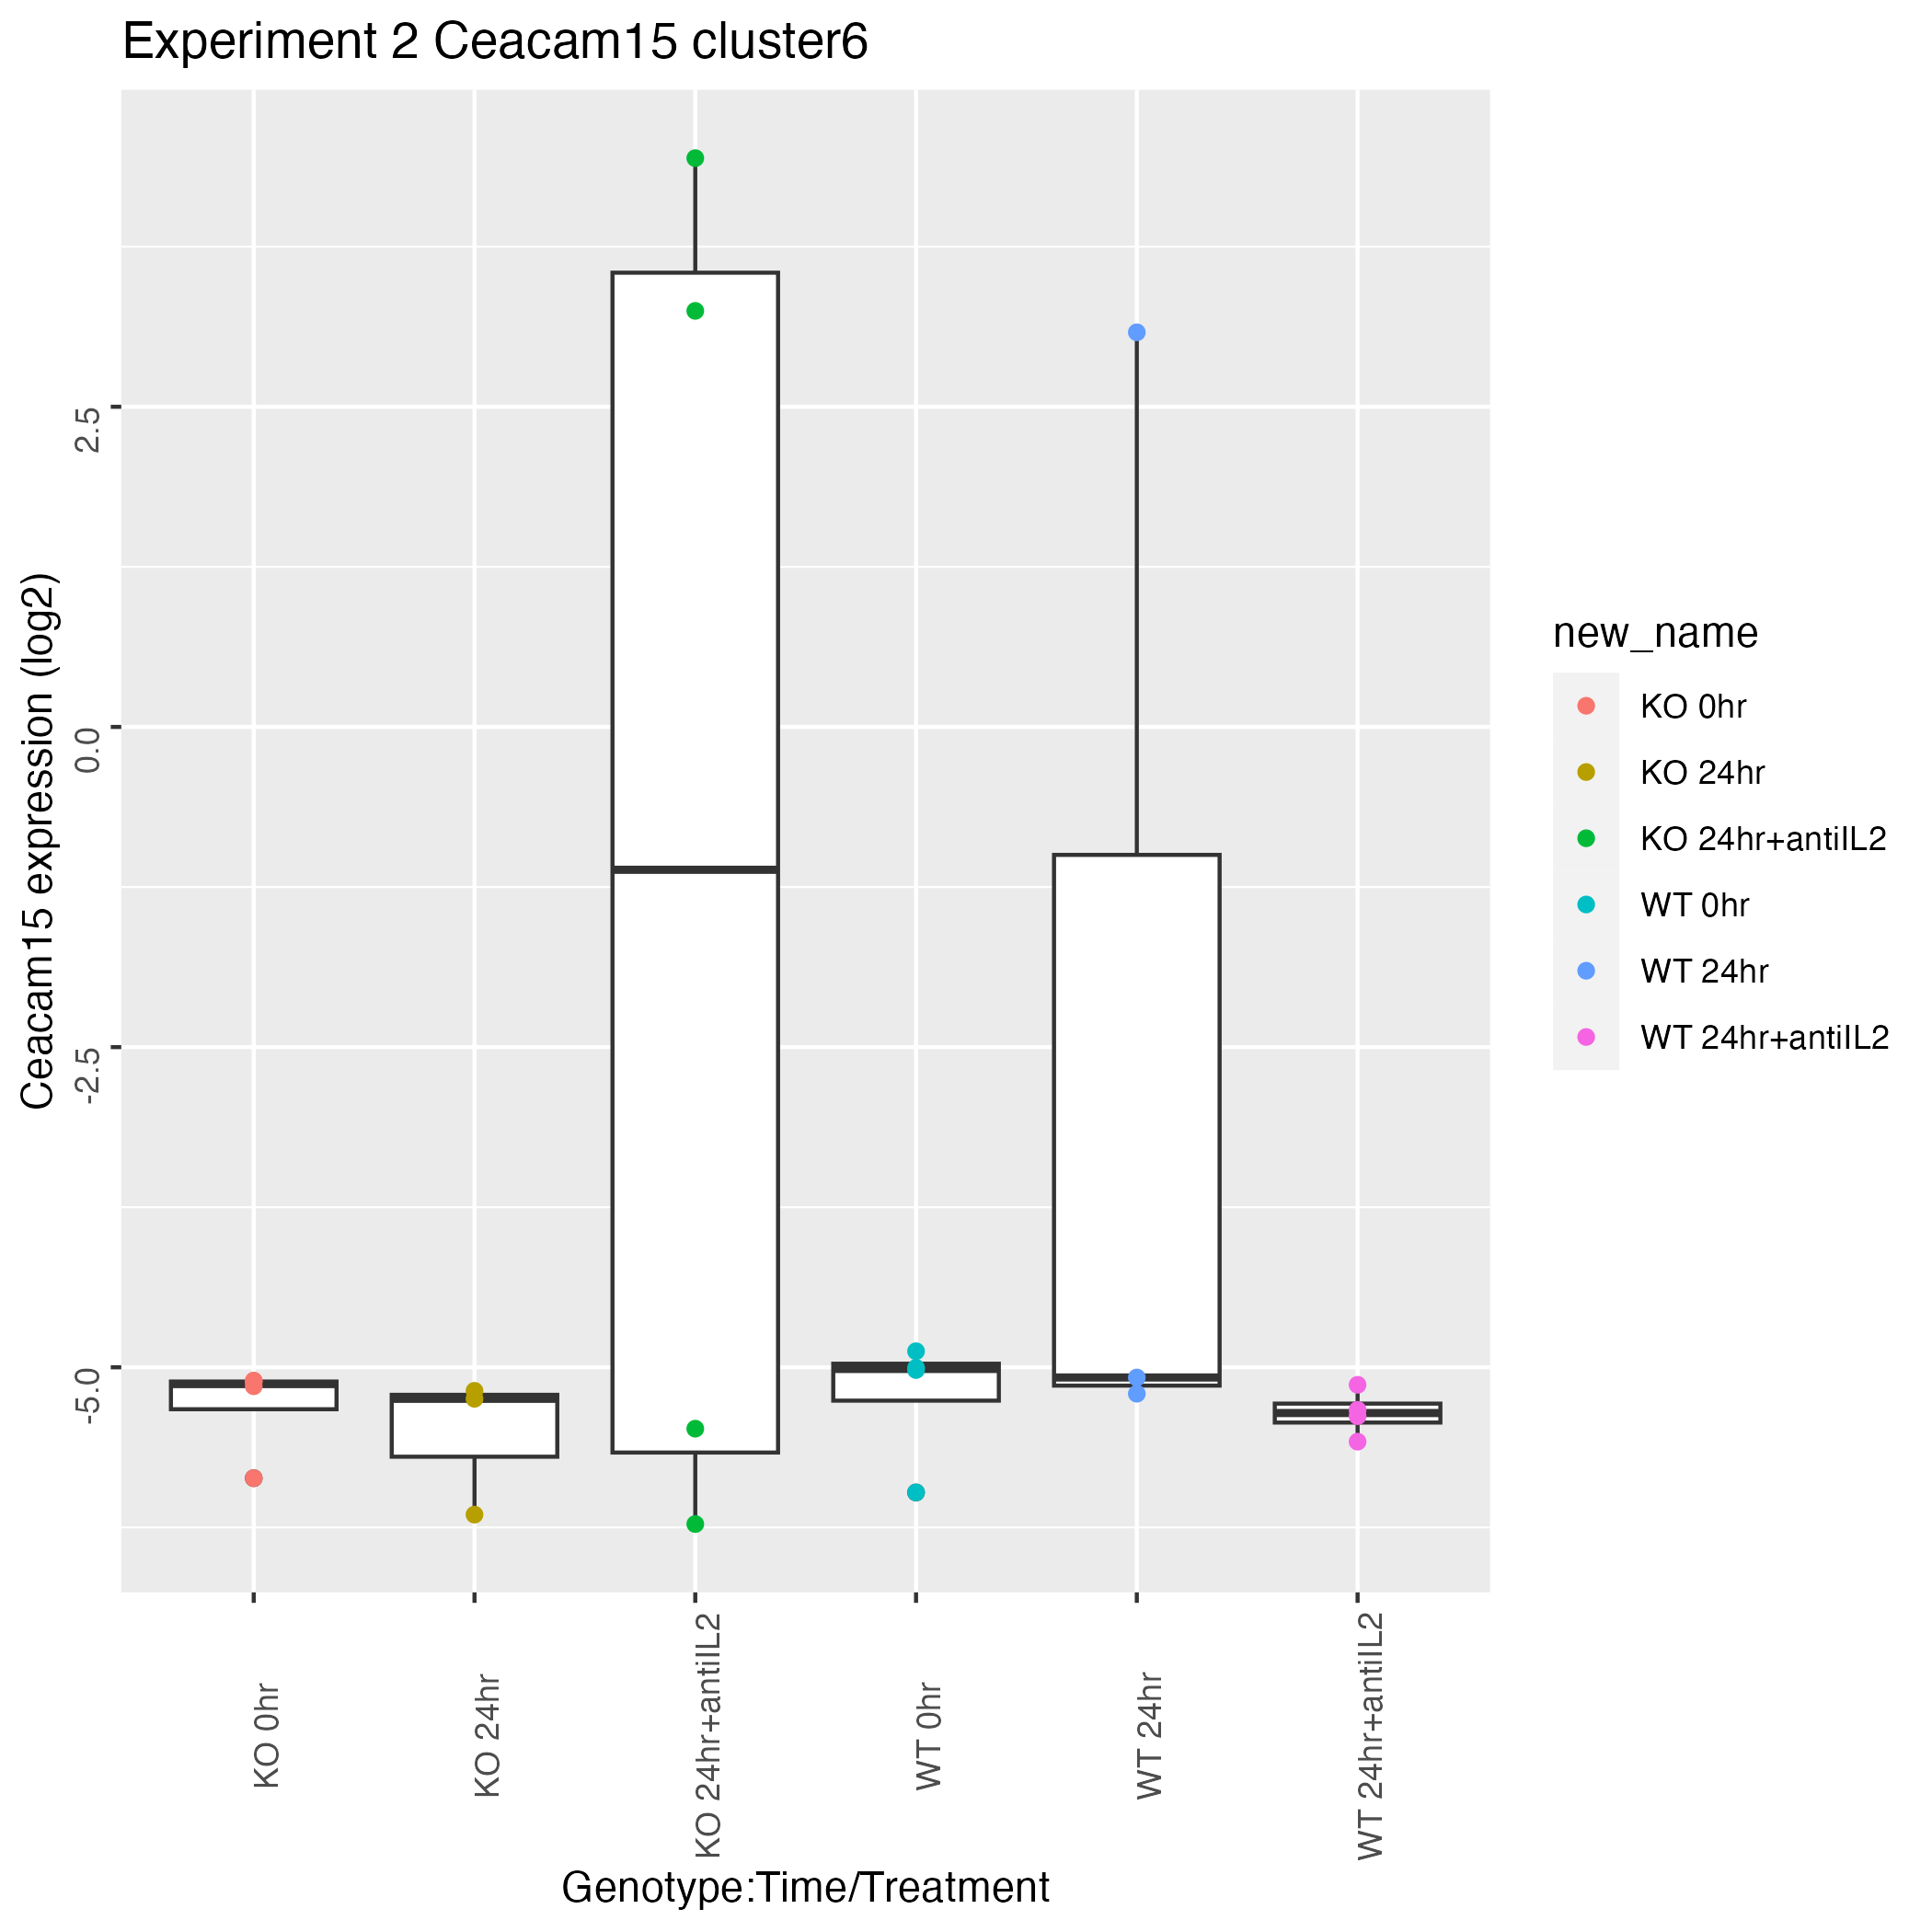 Experiment 2 Ceacam15 cluster6
Ceacam15 expression (log2)
2.5
0.0
-2.5
-5.0
KO 0hr
KO 24hr
KO 24hr+antiIL2
WT 0hr
WT 24hr
WT 24hr+antiIL2
Genotype:Time/Treatment
new_name
KO 0hr
KO 24hr
KO 24hr+antiIL2
WT 0hr
WT 24hr
WT 24hr+antiIL2